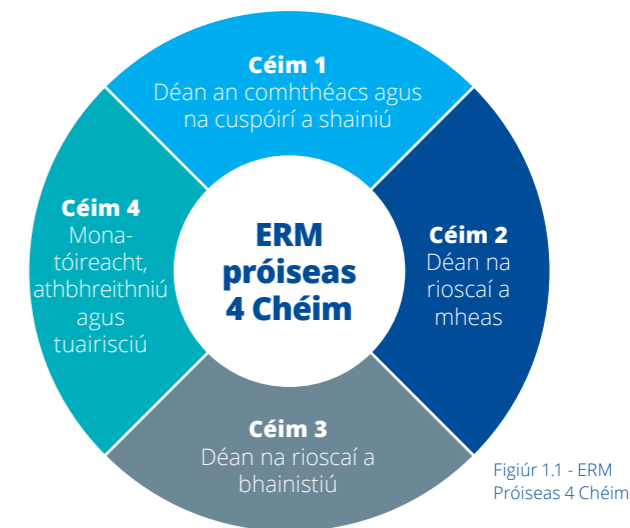 Céim 1
Déan an comhthéacs agus
na cuspóirí a shainiú
Céim 2
Déan na
rioscaí a
mheas
Céim 3
Déan na rioscaí a
bhainistiú
Céim 4
Mona-
tóireacht,
athbhreithniú
agus
tuairisciú
ERM
próiseas
4 Chéim
Figiúr 1.1 - ERM
Próiseas 4 Chéim